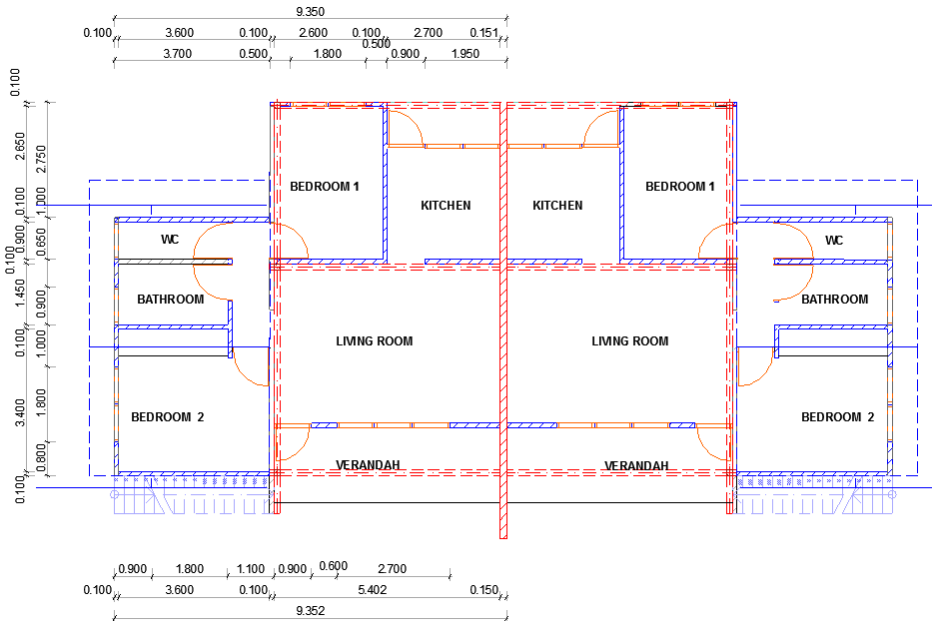 9.350
0.100 3.600 0.100 2.600 0.100 2.700 0.151
0.500
3.700 0.500 1.800 0.900 1.950
0.100
2.650 2.750
0.100 1.000
0.900 0.650
0.100
1.450 0.900
0.100 1.000
3.400 1.800
0.800
0.100
BEDROOM 1 BEDROOM 1
KITCHEN KITCHEN
WC WC
BATHROOM BATHROOM
LIVING ROOM LIVING ROOM
BEDROOM 2 BEDROOM 2
VERANDAH VERANDAH
0.900 1.800 1.100 0.900 0.600 2.700
0.100 3.600 0.100 5.402 0.150
9.352